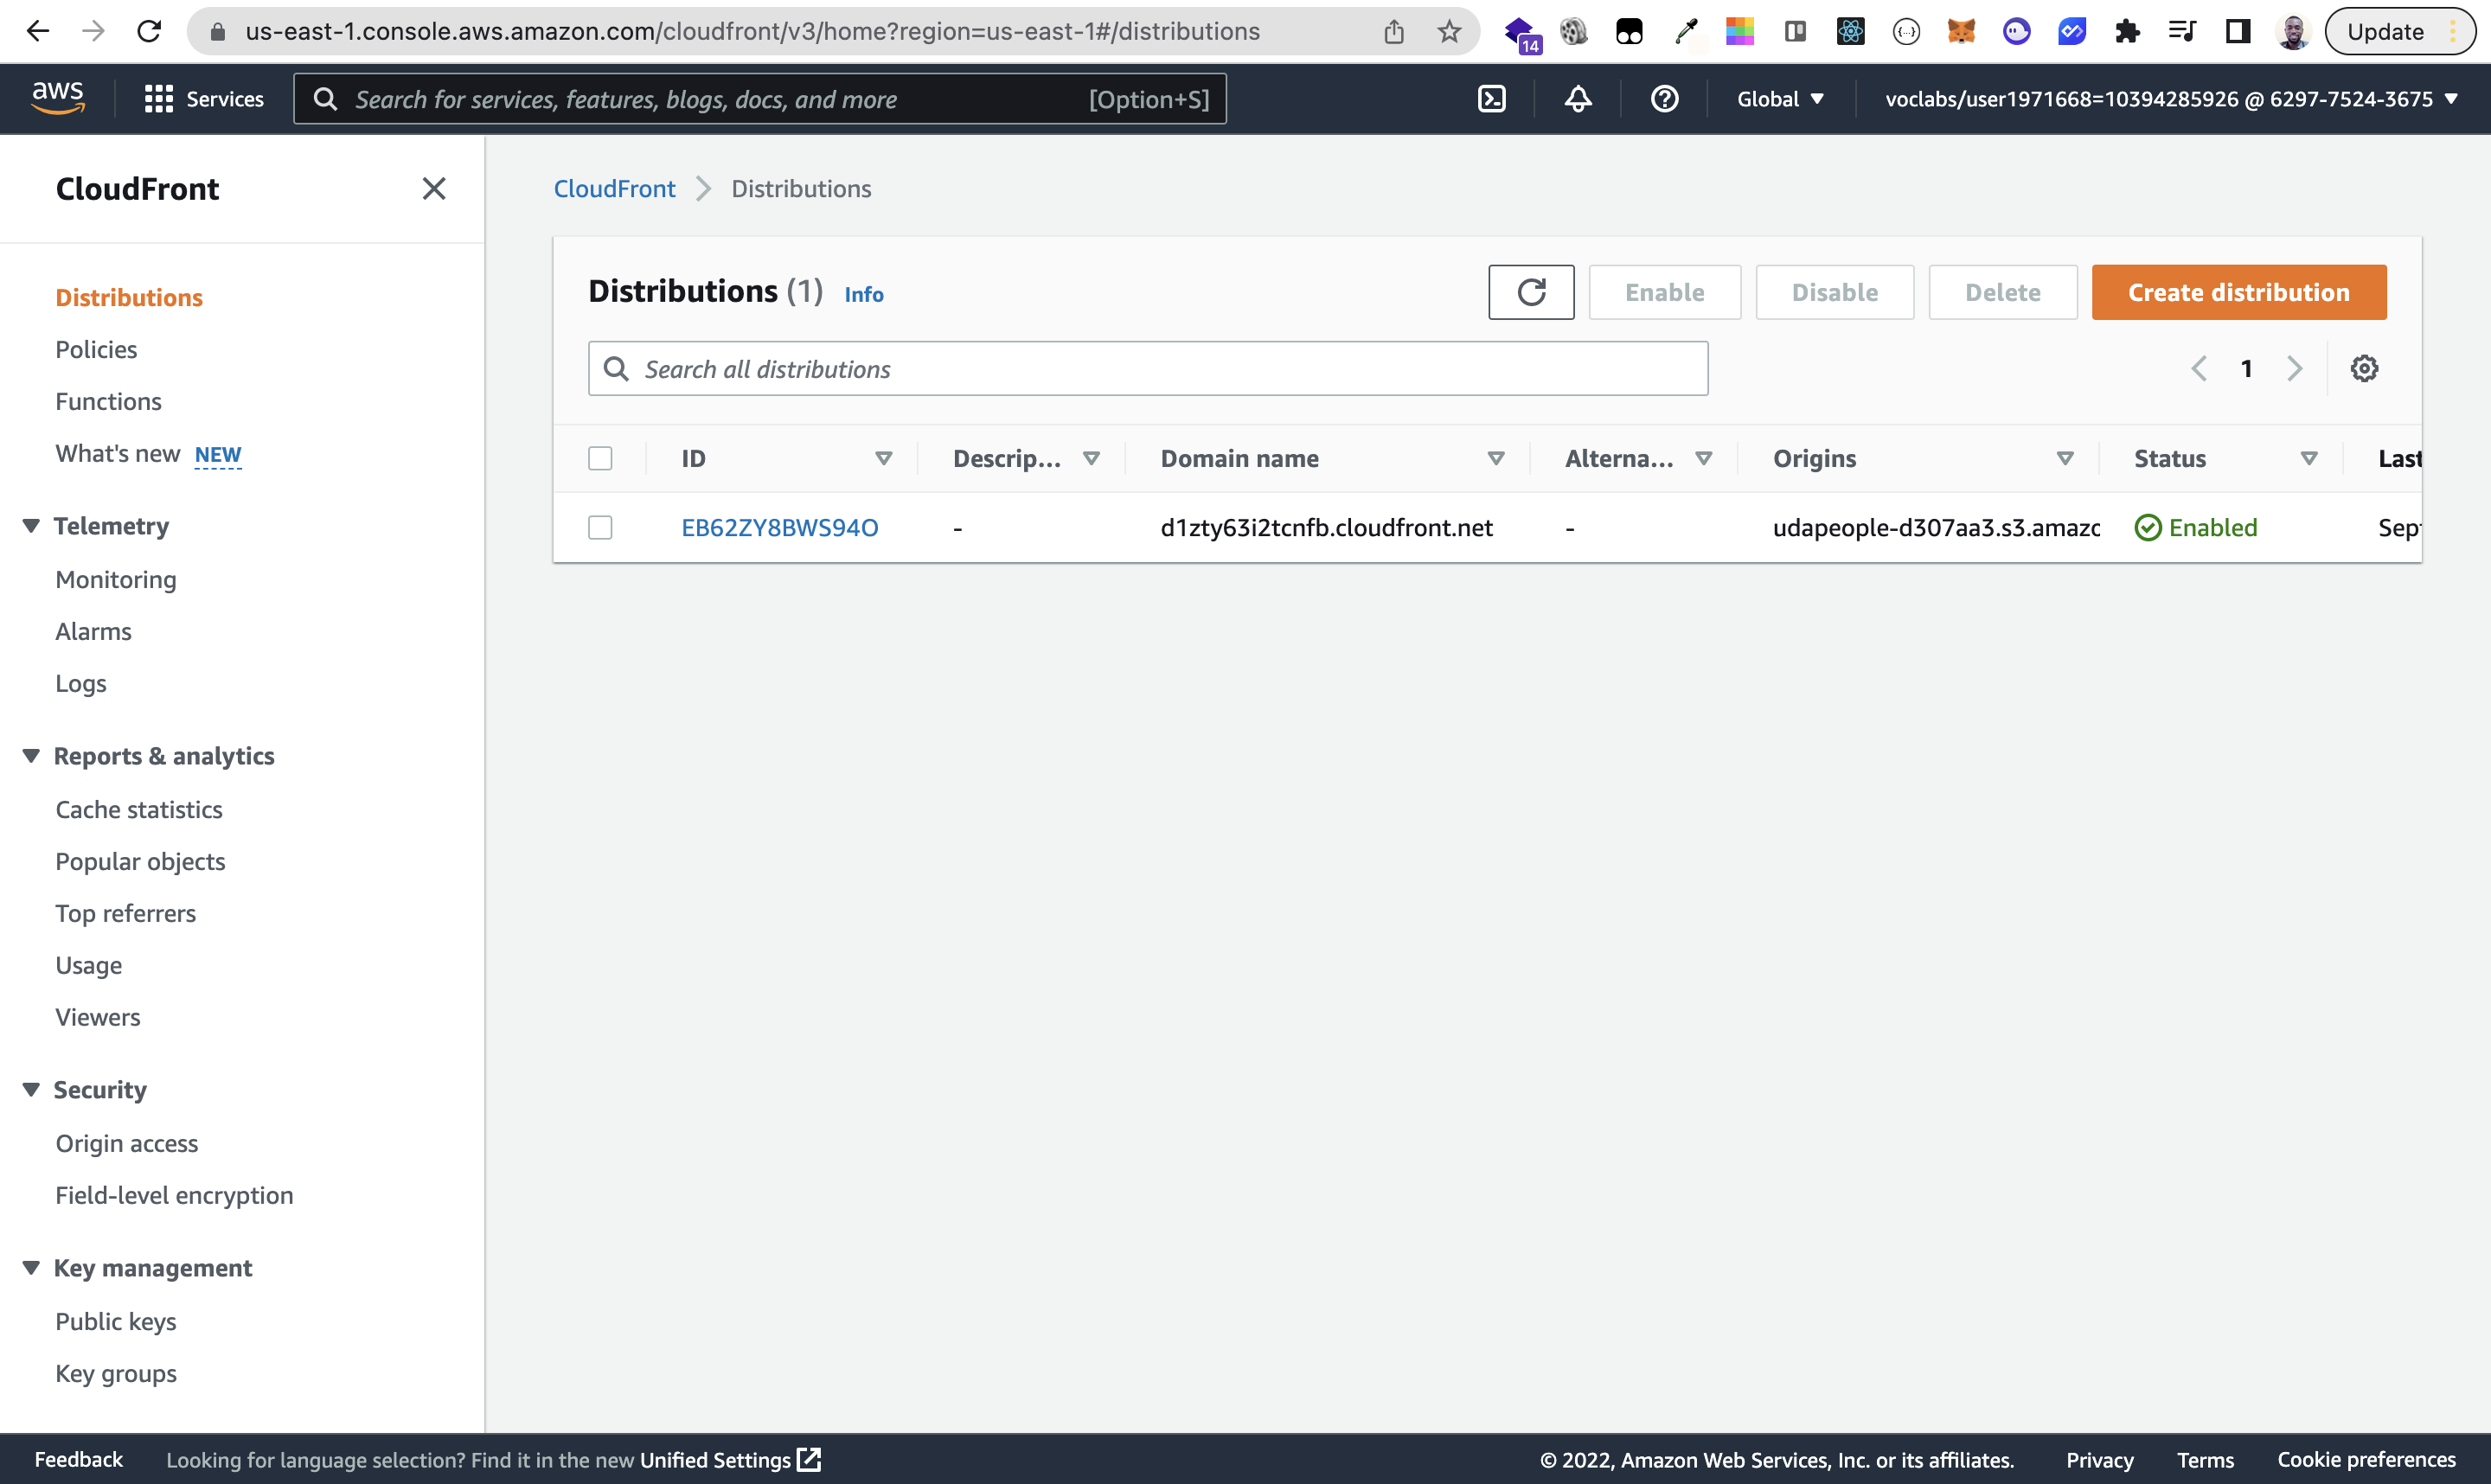 us-east-1.console.aws.amazon.com/cloudfront/v3/home?region=us-east-1#/distributions
14
Update
aws
Services
Search for services, features, blogs, docs, and more
[Option+S]
Global
voclabs/user1971668=10394285926 @ 6297-7524-3675
CloudFront
Distributions
Policies
Functions
What's new NEW
Telemetry
Monitoring
Alarms
Logs
Reports & analytics
Cache statistics
Popular objects
Top referrers
Usage
Viewers
Security
Origin access
Field-level encryption
Key management
Public keys
Key groups
CloudFront
Distributions
Distributions (1) Info
Enable
Disable
Delete
Create distribution
Search all distributions
1
ID
Descrip...
Domain name
Alterna...
Origins
Status
Last
EB62ZY8BWS94O
-
d1zty63i2tcnfb.cloudfront.net
-
udapeople-d307aa3.s3.amazc
Enabled
Sep
Feedback
Looking for language selection? Find it in the new Unified Settings
© 2022, Amazon Web Services, Inc. or its affiliates.
Privacy
Terms
Cookie preferences